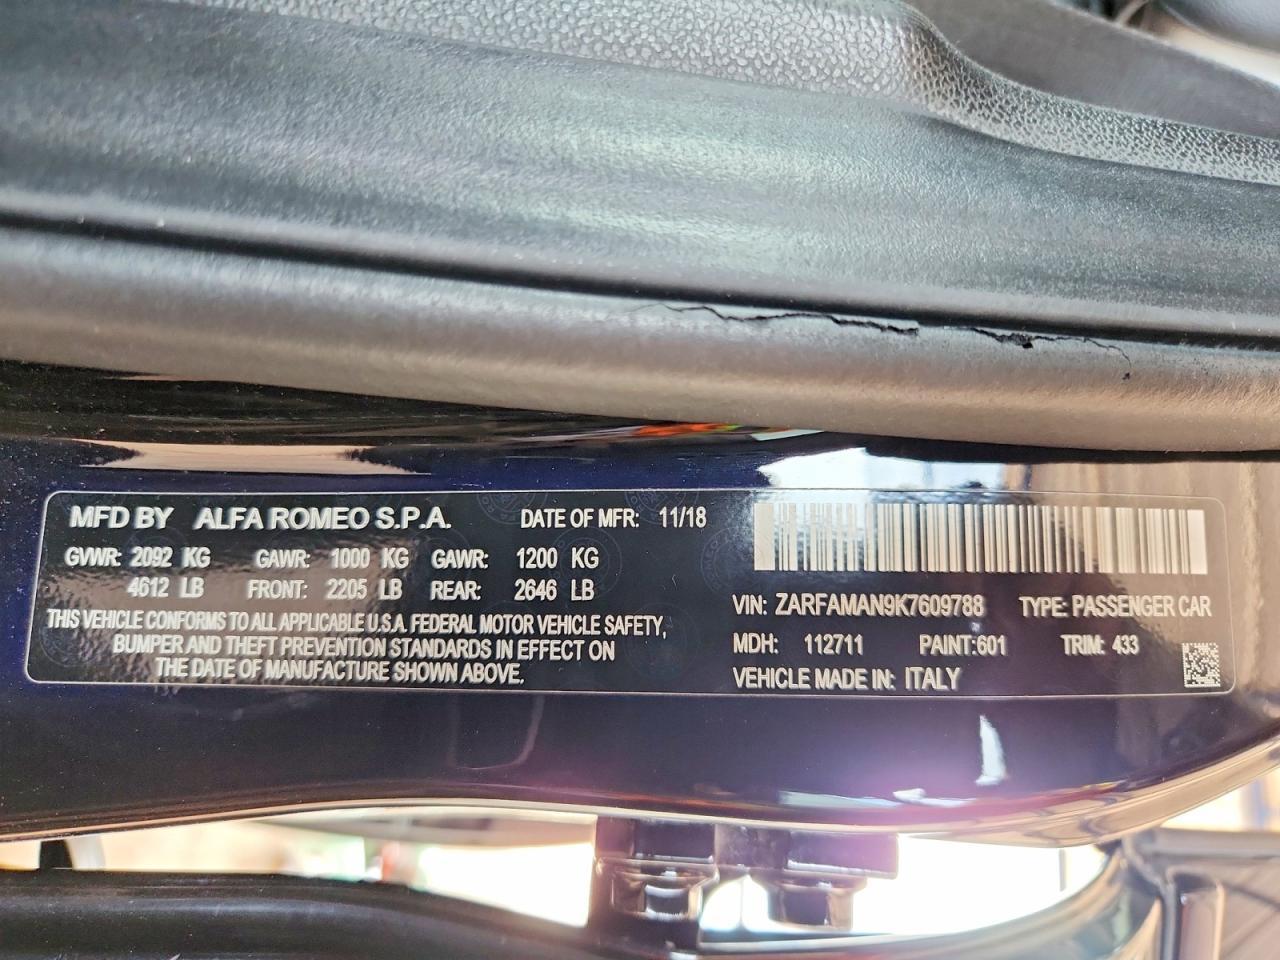 MFD BY ALFA ROMEO S.P.A. DATE OF MFR: 11/18
GVWR: 2092 KG GAWR: 1000 KG GAWR: 1200 KG
4612 LB FRONT: 2205 LB REAR: 2646 LB
THIS VEHICLE CONFORMS TO ALL APPLICABLE U.S.A. FEDERAL MOTOR VEHICLE SAFETY,
BUMPER AND THEFT PREVENTION STANDARDS IN EFFECT ON
THE DATE OF MANUFACTURE SHOWN ABOVE.
VIN: ZARFAMAN9K7609788 TYPE: PASSENGER CAR
MDH: 112711 PAINT:601 TRIM: 433
VEHICLE MADE IN: ITALY